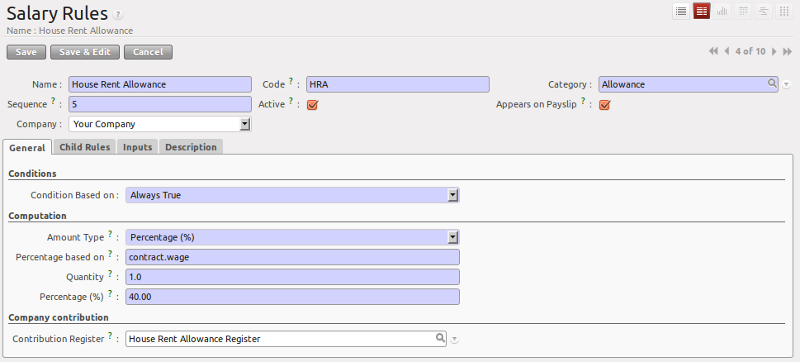 Salary Rules ?
Name : House Rent Allowance
Save Save & Edit Cancel 4 of 10
Name : House Rent Allowance Code ? : HRA Category : Allowance
Sequence ? : 5 Active ? : Appears on Payslip ? :
Company : Your Company
General Child Rules Inputs Description
Conditions
Condition Based on : Always True
Computation
Amount Type ? : Percentage (%)
Percentage based on ? : contract.wage
Quantity ? : 1.0
Percentage (%) ? : 40.00
Company contribution
Contribution Register ? : House Rent Allowance Register